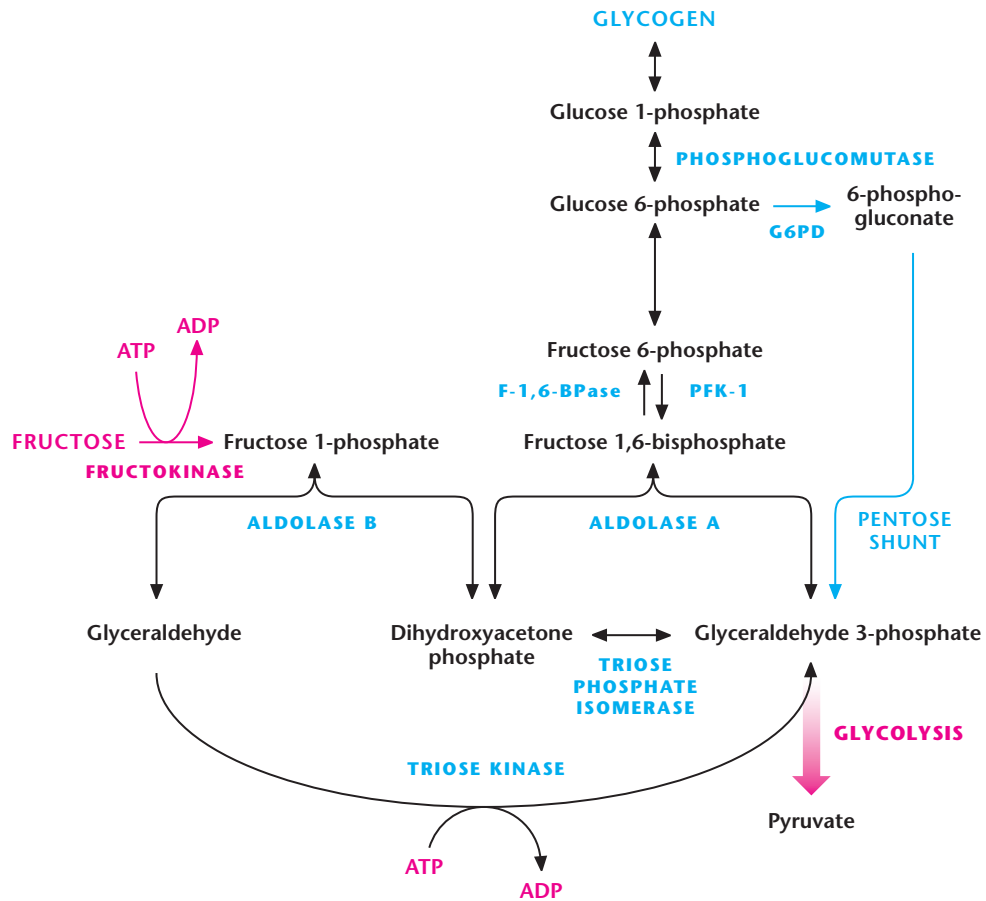 GLYCOGEN
Glucose 1-phosphate
PHOSPHOGLUCOMUTASE
Glucose 6-phosphate
6-phospho-
gluconate
G6PD
ADP
ATP
Fructose 6-phosphate
F-1,6-BPase
PFK-1
FRUCTOSE
Fructose 1-phosphate
Fructose 1,6-bisphosphate
FRUCTOKINASE
ALDOLASE B
ALDOLASE A
PENTOSE
SHUNT
Glyceraldehyde
Dihydroxyacetone
phosphate
Glyceraldehyde 3-phosphate
TRIOSE
PHOSPHATE
ISOMERASE
GLYCOLYSIS
TRIOSE KINASE
Pyruvate
ATP
ADP